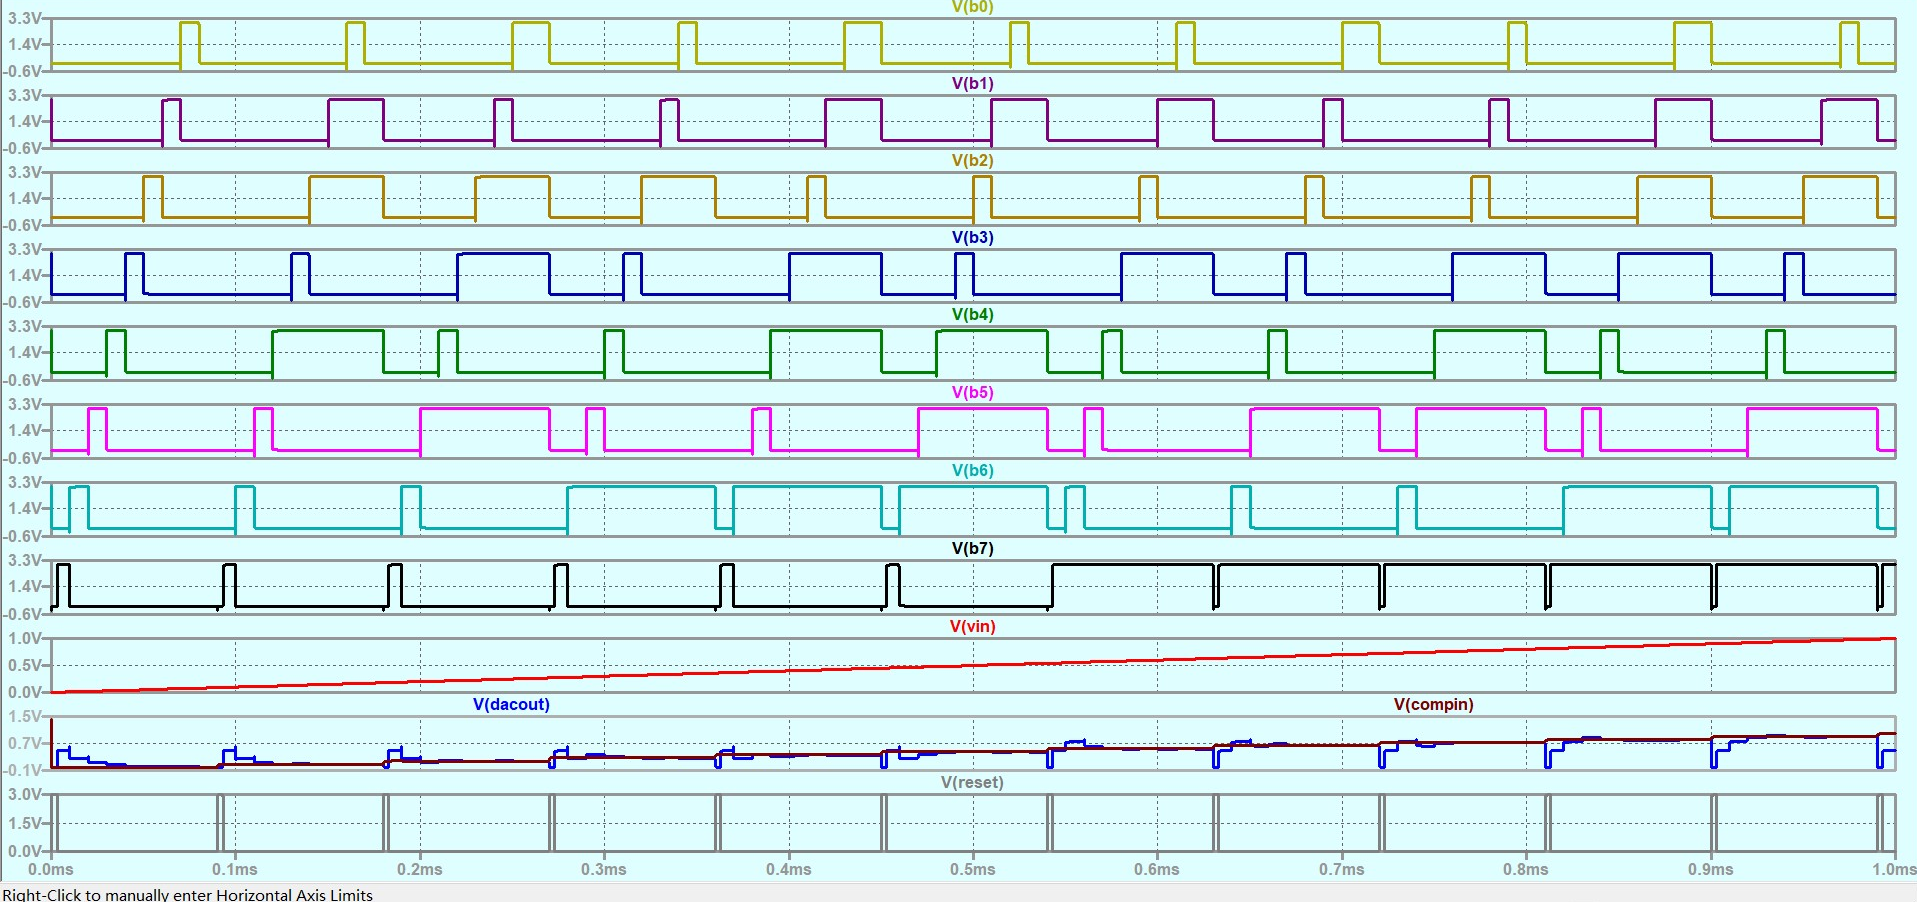 V(b0)
3.3V
1.4V
-0.6V
V(b1)
3.3V
1.4V
-0.6V
V(b2)
3.3V
1.4V
-0.6V
V(b3)
3.3V
1.4V
-0.6V
V(b4)
3.3V
1.4V
-0.6V
V(b5)
3.3V
1.4V
-0.6V
V(b6)
3.3V
1.4V
-0.6V
V(b7)
3.3V
1.4V
-0.6V
V(vin)
1.0V
0.5V
0.0V
V(dacout) V(compin)
1.5V
0.7V
-0.1V
V(reset)
3.0V
1.5V
0.0V
0.0ms 0.1ms 0.2ms 0.3ms 0.4ms 0.5ms 0.6ms 0.7ms 0.8ms 0.9ms 1.0ms
Right-Click to manually enter Horizontal Axis Limits